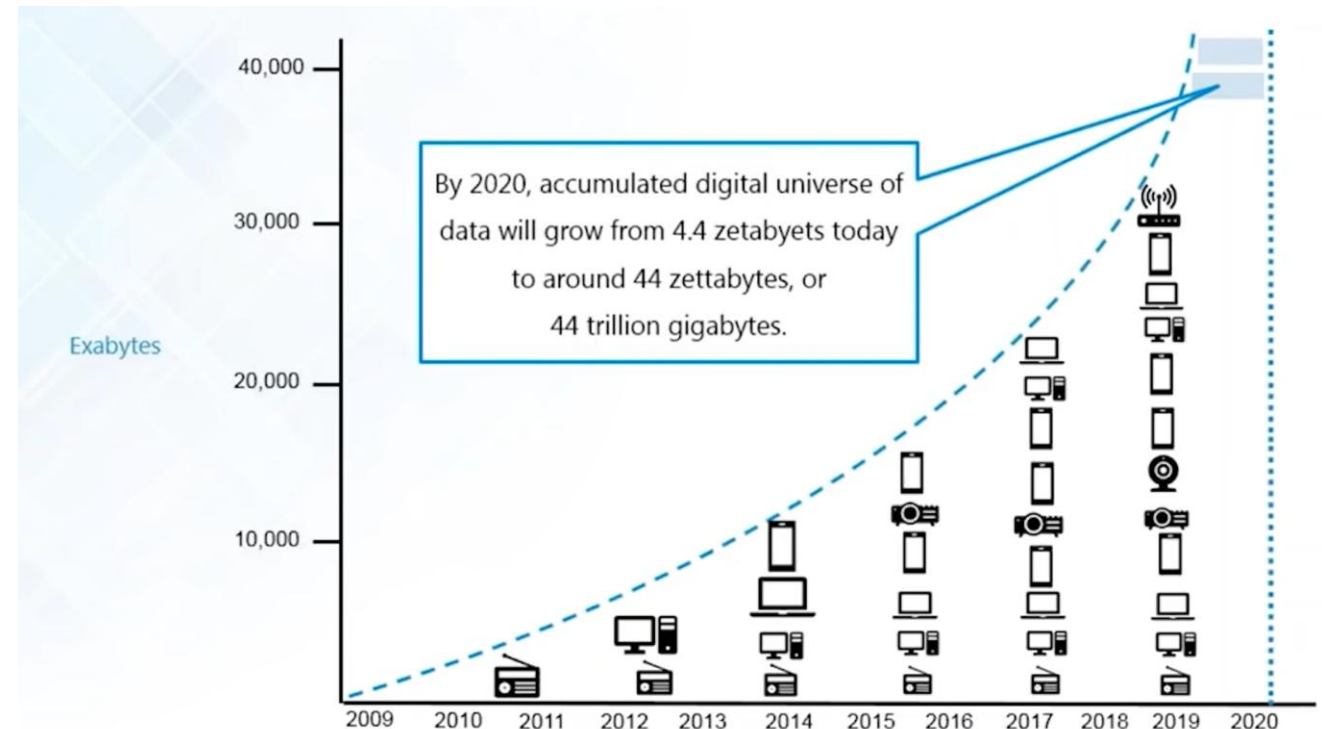 40,000
30,000
Exabytes
20,000
10,000
By 2020, accumulated digital universe of
data will grow from 4.4 zetabyets today
to around 44 zettabytes, or
44 trillion gigabytes.
2009 2010 2011 2012 2013 2014 2015 2016 2017 2018 2019 2020